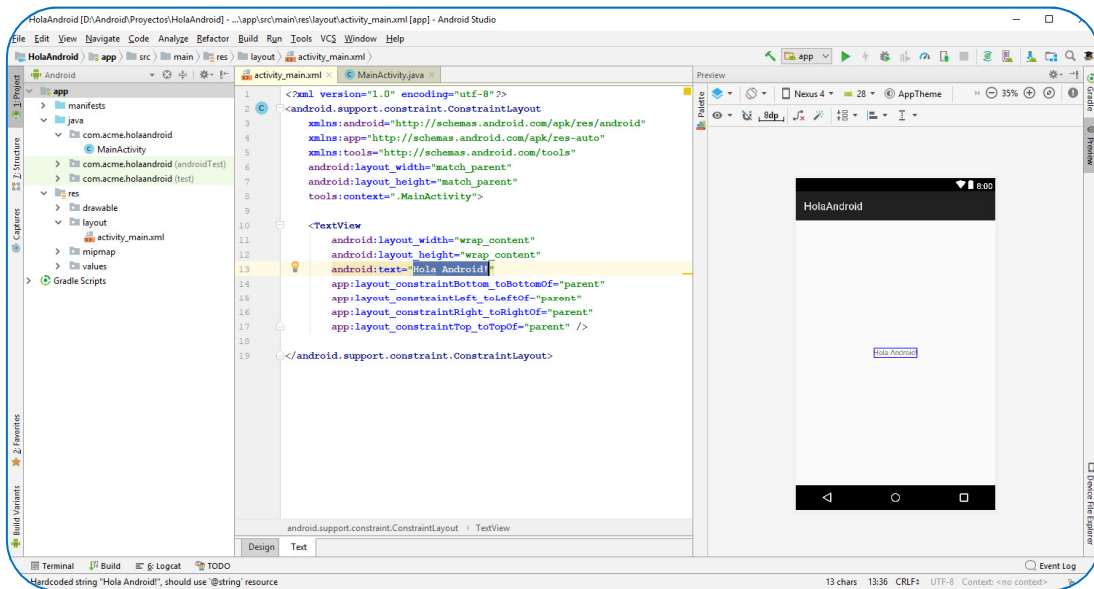 HolaAndroid [D:\Android\Proyectos\HolaAndroid] - ...\app\src\main\res\layout\activity_main.xml [app] - Android Studio
File Edit View Navigate Code Analyze Refactor Build Run Tools VCS Window Help
HolaAndroid app src main res layout activity_main.xml
app
1: Project
7: Structure
Captures
2: Favorites
Build Variants
Android
app
manifests
java
com.acme.holaandroid
MainActivity
com.acme.holaandroid (androidTest)
com.acme.holaandroid (test)
res
drawable
layout
activity_main.xml
mipmap
values
Gradle Scripts
activity_main.xml MainActivity.java
1 <?xml version="1.0" encoding="utf-8"?>
2 C <android.support.constraint.ConstraintLayout
3 xmlns:android="http://schemas.android.com/apk/res/android"
4 xmlns:app="http://schemas.android.com/apk/res-auto"
5 xmlns:tools="http://schemas.android.com/tools"
6 android:layout_width="match_parent"
7 android:layout_height="match_parent"
8 tools:context=".MainActivity">
9
10 <TextView
11 android:layout_width="wrap_content"
12 android:layout_height="wrap_content"
13 android:text="Hola Android!"
14 app:layout_constraintBottom_toBottomOf="parent"
15 app:layout_constraintLeft_toLeftOf="parent"
16 app:layout_constraintRight_toRightOf="parent"
17 app:layout_constraintTop_toTopOf="parent" />
18
19 </android.support.constraint.ConstraintLayout>
android.support.constraint.ConstraintLayout › TextView
Design Text
Preview
Palette
Nexus 4 28 AppTheme » 35%
8dp
8:00
HolaAndroid
Hola Android!
Gradle
Preview
Device File Explorer
Terminal Build 6: Logcat TODO Event Log
Hardcoded string "Hola Android!", should use `@string` resource 13 chars 13:36 CRLF UTF-8 Context: <no context>